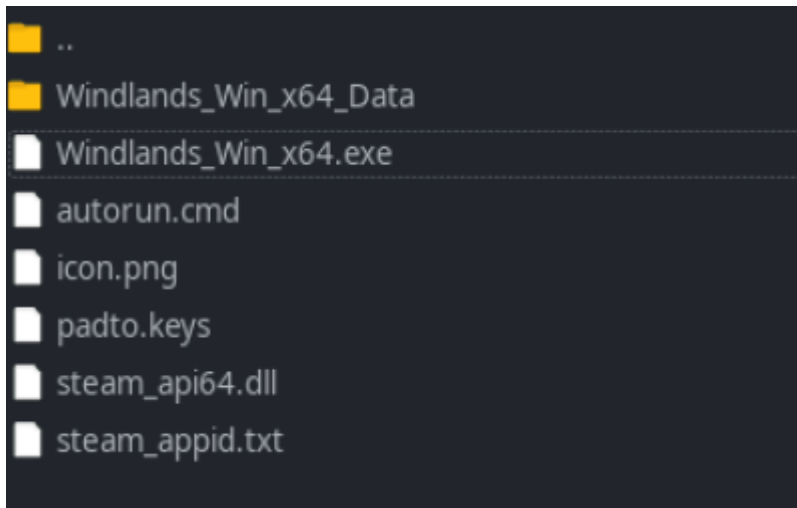 ..
Windlands_Win_x64_Data
Windlands_Win_x64.exe
autorun.cmd
icon.png
padto.keys
steam_api64.dll
steam_appid.txt